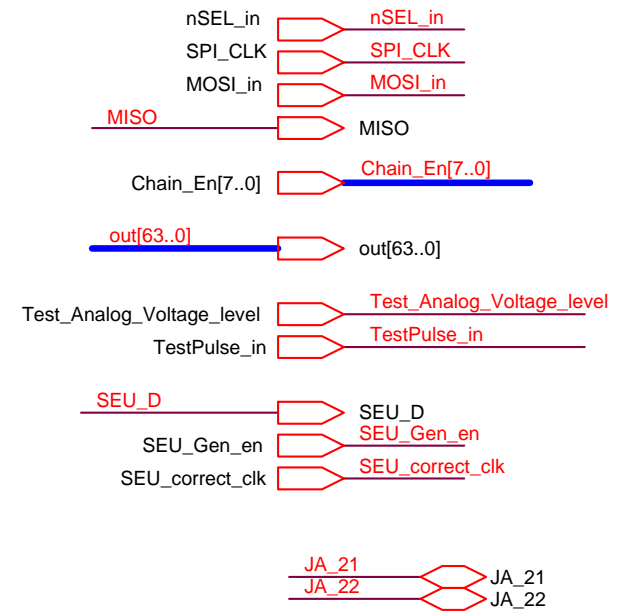 nSEL_in nSEL_in
SPI_CLK SPI_CLK
MOSI_in MOSI_in
MISO MISO
Chain_En[7..0] Chain_En[7..0]
out[63..0] out[63..0]
Test_Analog_Voltage_level Test_Analog_Voltage_level
TestPulse_in TestPulse_in
SEU_D SEU_D
SEU_Gen_en SEU_Gen_en
SEU_correct_clk SEU_correct_clk
JA_21 JA_21
JA_22 JA_22